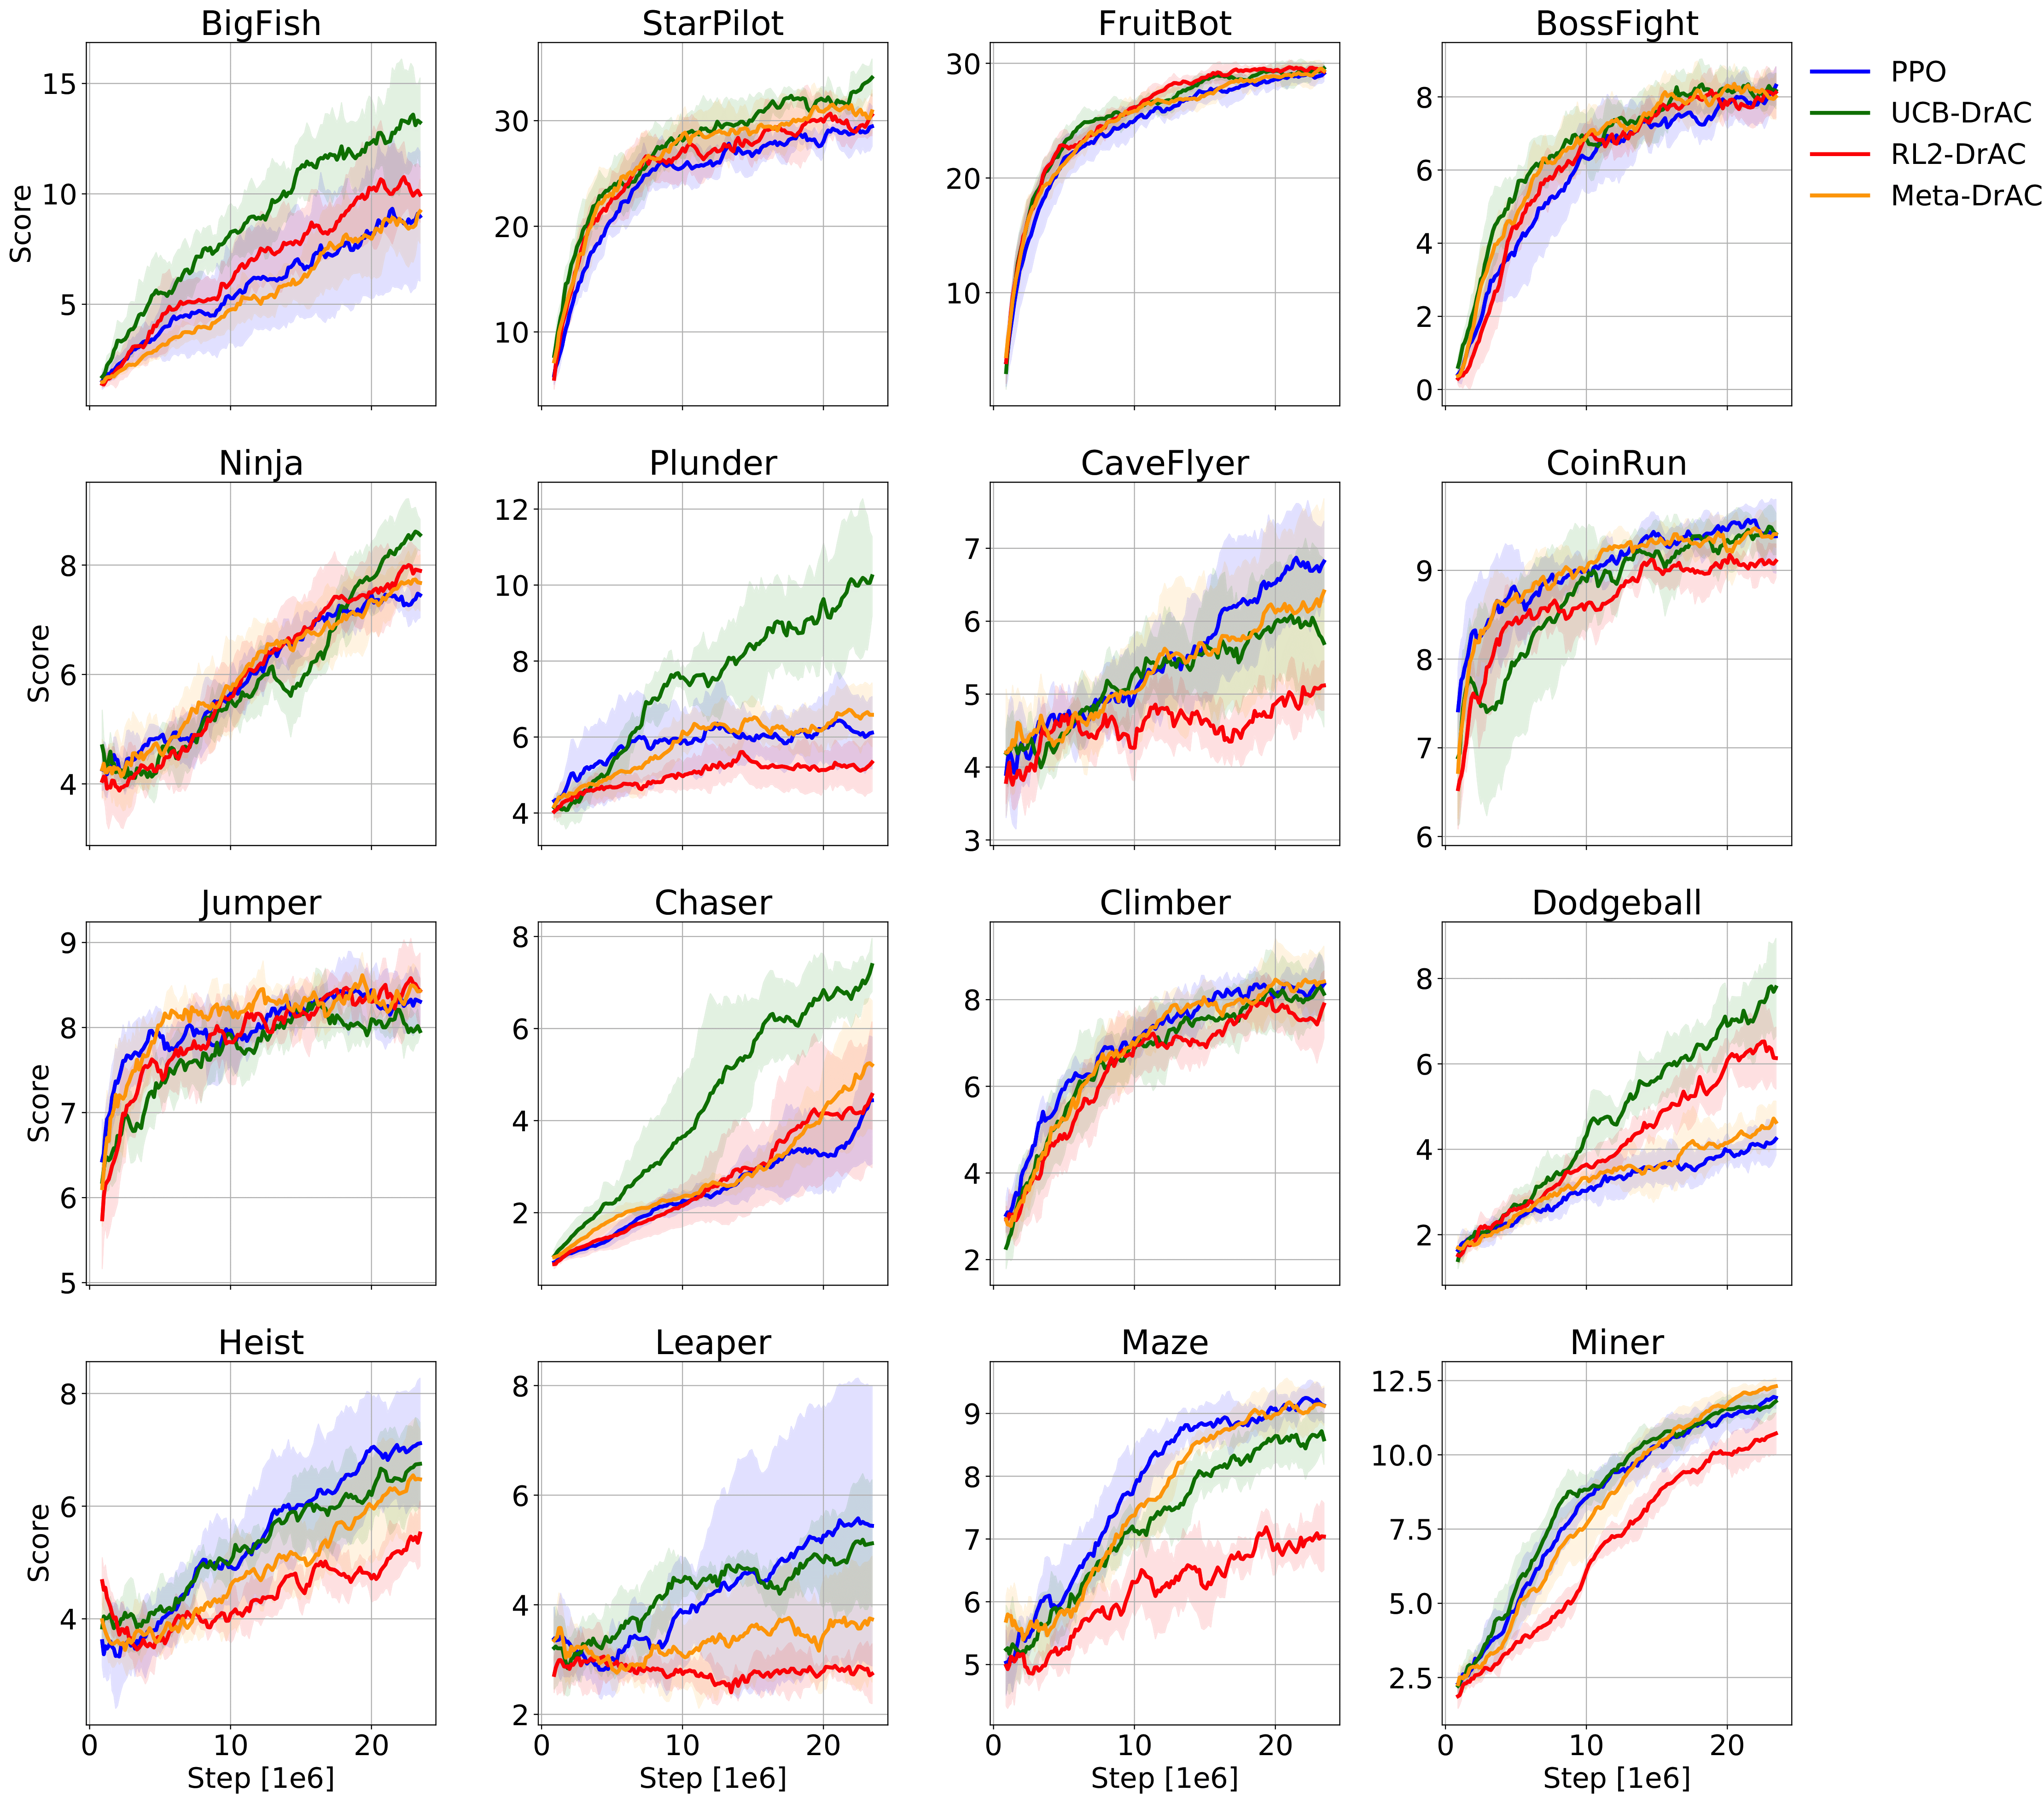 BigFish StarPilot FruitBot BossFight
15 10 5
30 20 10
30 20 10
8 6 4 2 0
Score
PPO
UCB-DrAC
RL2-DrAC
Meta-DrAC
Ninja Plunder CaveFlyer CoinRun
8 6 4
12 10 8 6 4
7 6 5 4 3
9 8 7 6
Score
Jumper Chaser Climber Dodgeball
9 8 7 6 5
8 6 4 2
8 6 4 2
8 6 4 2
Score
Heist Leaper Maze Miner
8 6 4
8 6 4 2
9 8 7 6 5
12.5 10.0 7.5 5.0 2.5
Score
0 10 20 0 10 20 0 10 20 0 10 20
Step [1e6] Step [1e6] Step [1e6] Step [1e6]